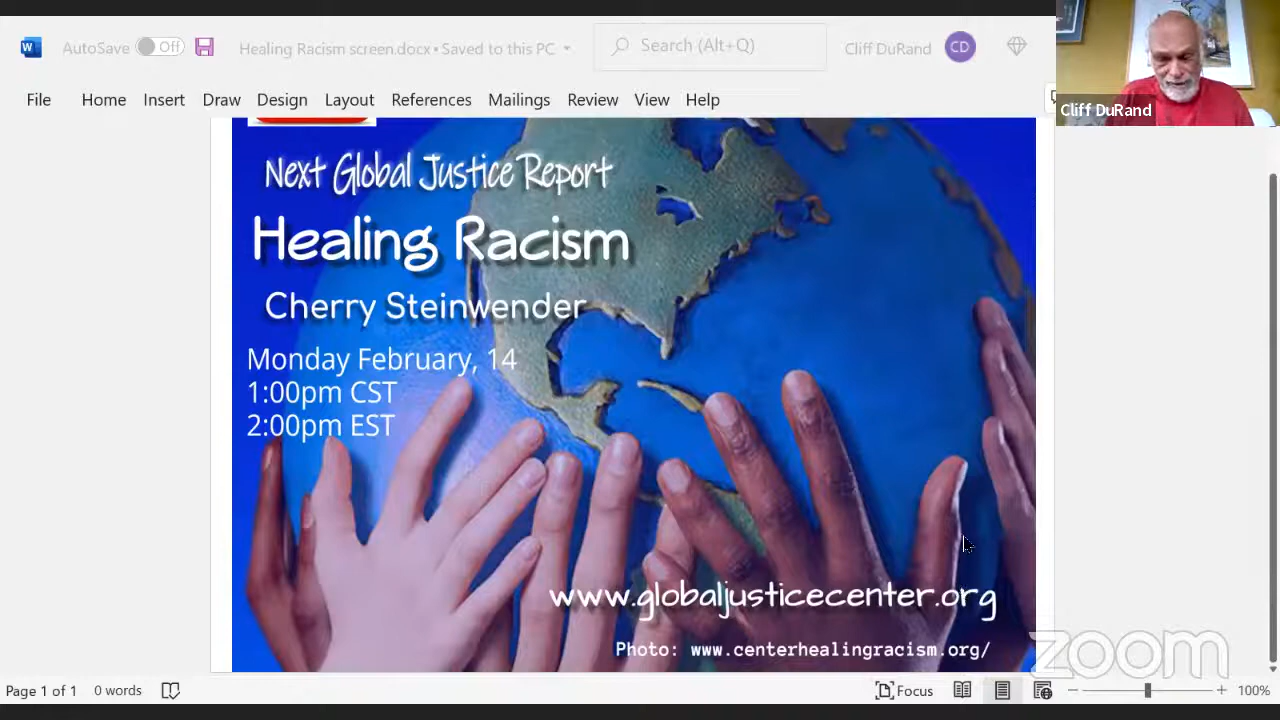 AutoSave Off Healing Racism screen.docx • Saved to this PC Search (Alt+Q) Cliff DuRand CD
Cliff DuRand
File Home Insert Draw Design Layout References Mailings Review View Help
Next Global Justice Report
Healing Racism
Cherry Steinwender
Monday February, 14
1:00pm CST
2:00pm EST
www.globaljusticecenter.org
Photo: www.centerhealingracism.org/
zoom
Page 1 of 1 0 words Focus 100%